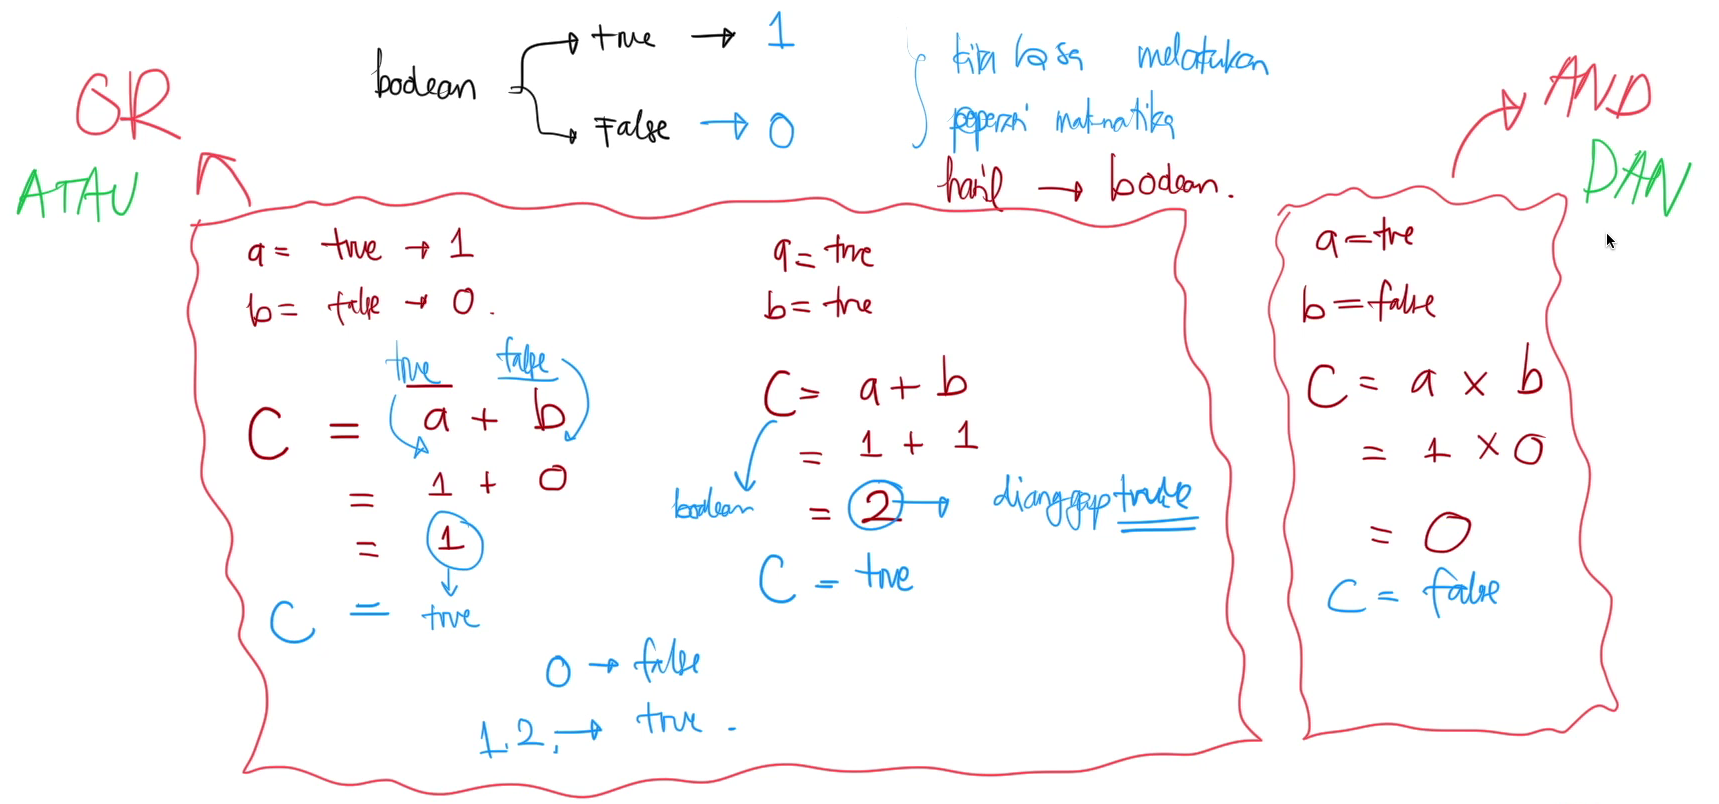 boolean
true → 1
False → 0
kita bisa melakukan
operasi matematika
hasil → boolean.
OR
ATAU
AND
DAN
a = true → 1
b = false → 0.
true false
C = a + b
= 1 + 0
= 1
C = true
a = true
b = true
C = a + b
= 1 + 1
boolean
= 2 → dianggap true
C = true
0 → false
1, 2, → true.
a = true
b = false
C = a × b
= 1 × 0
= 0
C = false